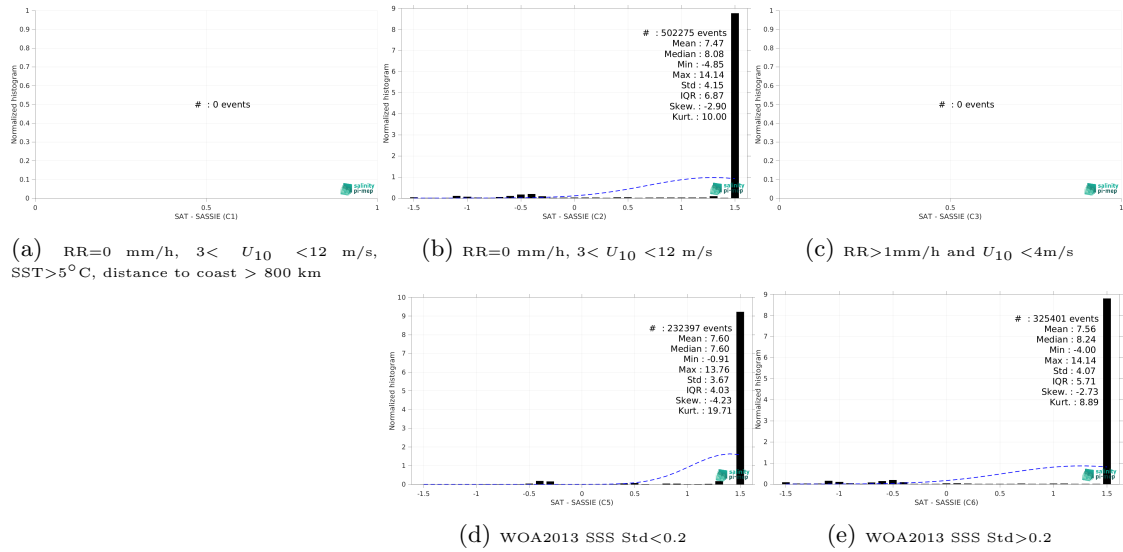 1
0.9
0.8
0.7
0.6
0.5
0.4
0.3
0.2
0.1
0
Normalized histogram
# : 0 events
salinity
pi-mep
0 0.5 1
SAT - SASSIE (C1)
(a) RR=0 mm/h, 3< U10 <12 m/s,
SST>5°C, distance to coast > 800 km
9
8
7
6
5
4
3
2
1
0
Normalized histogram
# : 502275 events
Mean : 7.47
Median : 8.08
Min : -4.85
Max : 14.14
Std : 4.15
IQR : 6.87
Skew. : -2.90
Kurt. : 10.00
salinity
pi-mep
-1.5 -1 -0.5 0 0.5 1 1.5
SAT - SASSIE (C2)
(b) RR=0 mm/h, 3< U10 <12 m/s
1
0.9
0.8
0.7
0.6
0.5
0.4
0.3
0.2
0.1
0
Normalized histogram
# : 0 events
salinity
pi-mep
0 0.5 1
SAT - SASSIE (C3)
(c) RR>1mm/h and U10 <4m/s
10
9
8
7
6
5
4
3
2
1
0
Normalized histogram
# : 232397 events
Mean : 7.60
Median : 7.60
Min : -0.91
Max : 13.76
Std : 3.67
IQR : 4.03
Skew. : -4.23
Kurt. : 19.71
salinity
pi-mep
-1.5 -1 -0.5 0 0.5 1 1.5
SAT - SASSIE (C5)
(d) WOA2013 SSS Std<0.2
9
8
7
6
5
4
3
2
1
0
Normalized histogram
# : 325401 events
Mean : 7.56
Median : 8.24
Min : -4.00
Max : 14.14
Std : 4.07
IQR : 5.71
Skew. : -2.73
Kurt. : 8.89
salinity
pi-mep
-1.5 -1 -0.5 0 0.5 1 1.5
SAT - SASSIE (C6)
(e) WOA2013 SSS Std>0.2